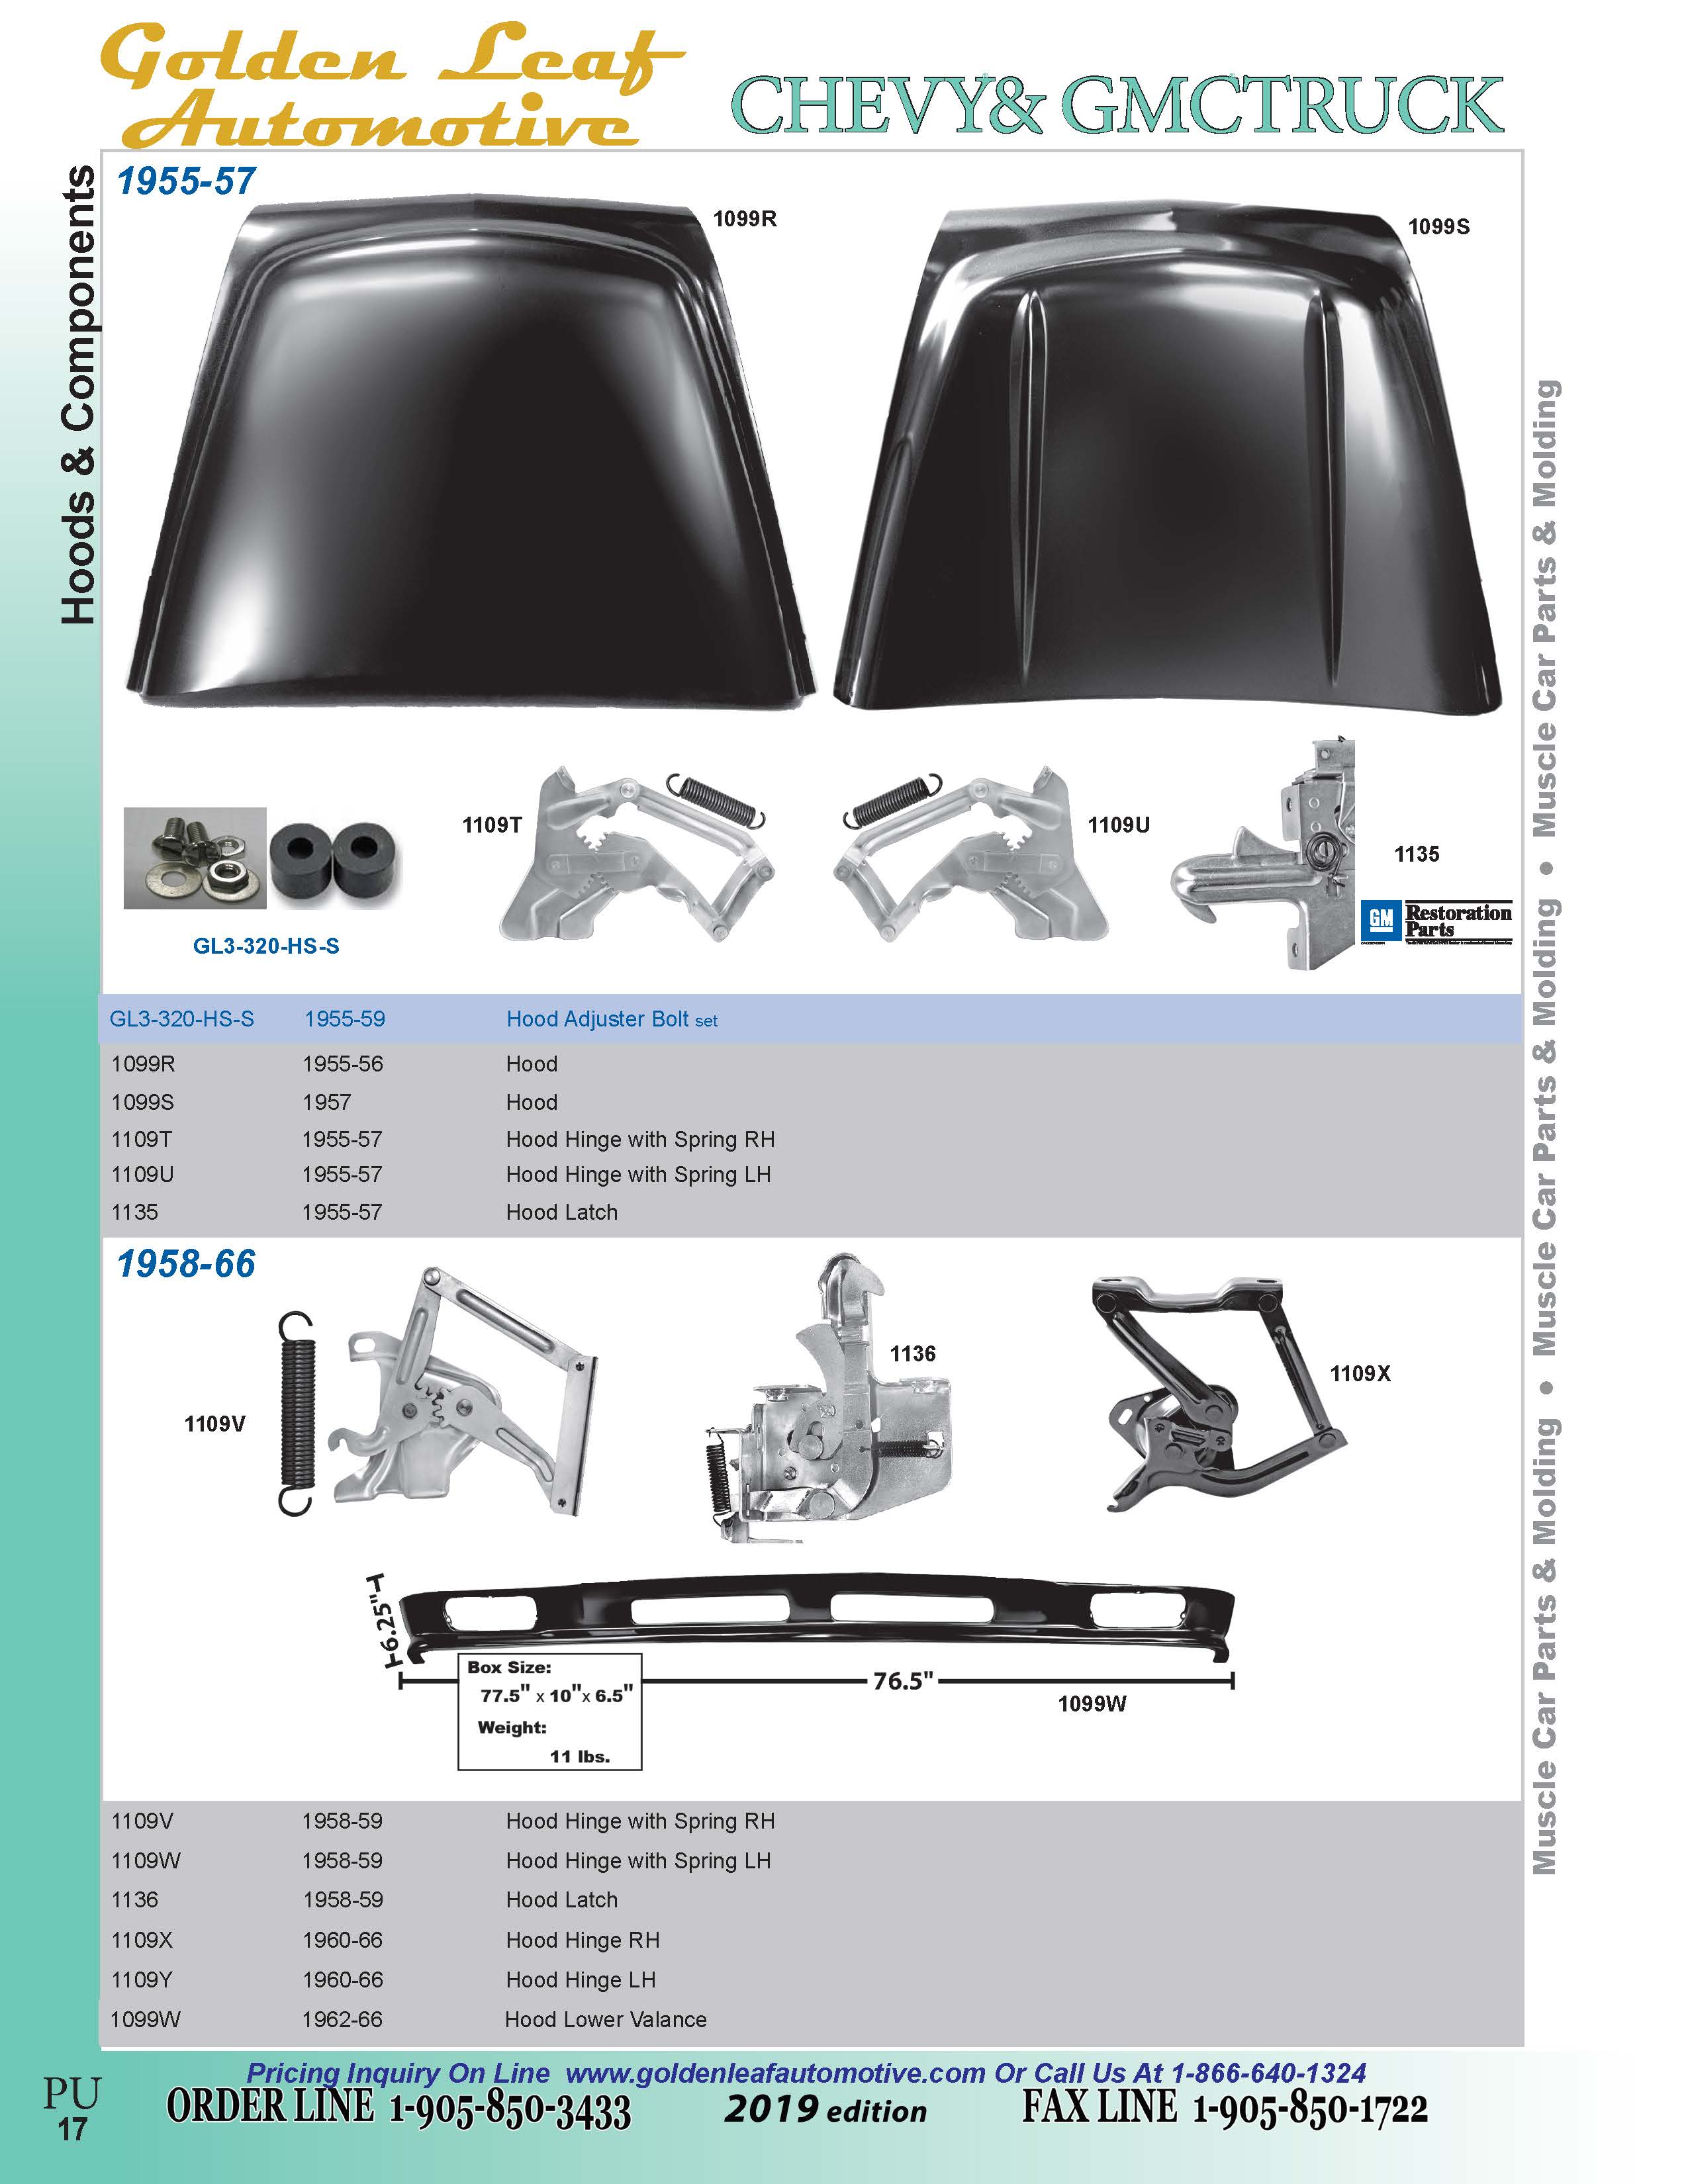 Golden Leaf
Automotive
CHEVY& GMCTRUCK
Hoods & Components
1955-57
1099R
1099S
1109T
1109U
1135
GM Restoration
Parts
GL3-320-HS-S
GL3-320-HS-S 1955-59 Hood Adjuster Bolt set
1099R 1955-56 Hood
1099S 1957 Hood
1109T 1955-57 Hood Hinge with Spring RH
1109U 1955-57 Hood Hinge with Spring LH
1135 1955-57 Hood Latch
1958-66
1136
1109X
1109V
6.25"
Box Size:
77.5" x 10"x 6.5"
Weight:
11 lbs.
76.5"
1099W
1109V 1958-59 Hood Hinge with Spring RH
1109W 1958-59 Hood Hinge with Spring LH
1136 1958-59 Hood Latch
1109X 1960-66 Hood Hinge RH
1109Y 1960-66 Hood Hinge LH
1099W 1962-66 Hood Lower Valance
Muscle Car Parts & Molding • Muscle Car Parts & Molding • Muscle Car Parts & Molding
Pricing Inquiry On Line www.goldenleafautomotive.com Or Call Us At 1-866-640-1324
PU
17
ORDER LINE 1-905-850-3433 2019 edition FAX LINE 1-905-850-1722